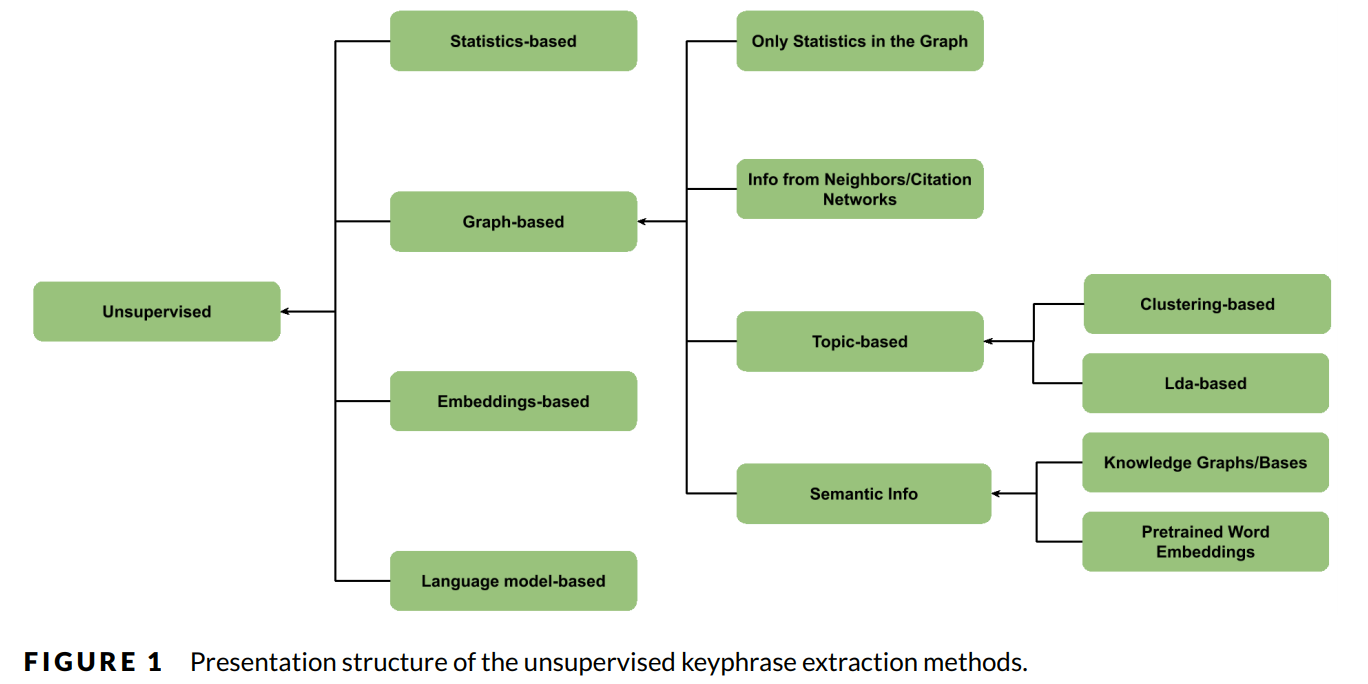 Statistics-based
Only Statistics in the Graph
Info from Neighbors/Citation
Networks
Graph-based
Clustering-based
Unsupervised
Topic-based
Lda-based
Embeddings-based
Knowledge Graphs/Bases
Semantic Info
Pretrained Word
Embeddings
Language model-based
FIGURE 1 Presentation structure of the unsupervised keyphrase extraction methods.